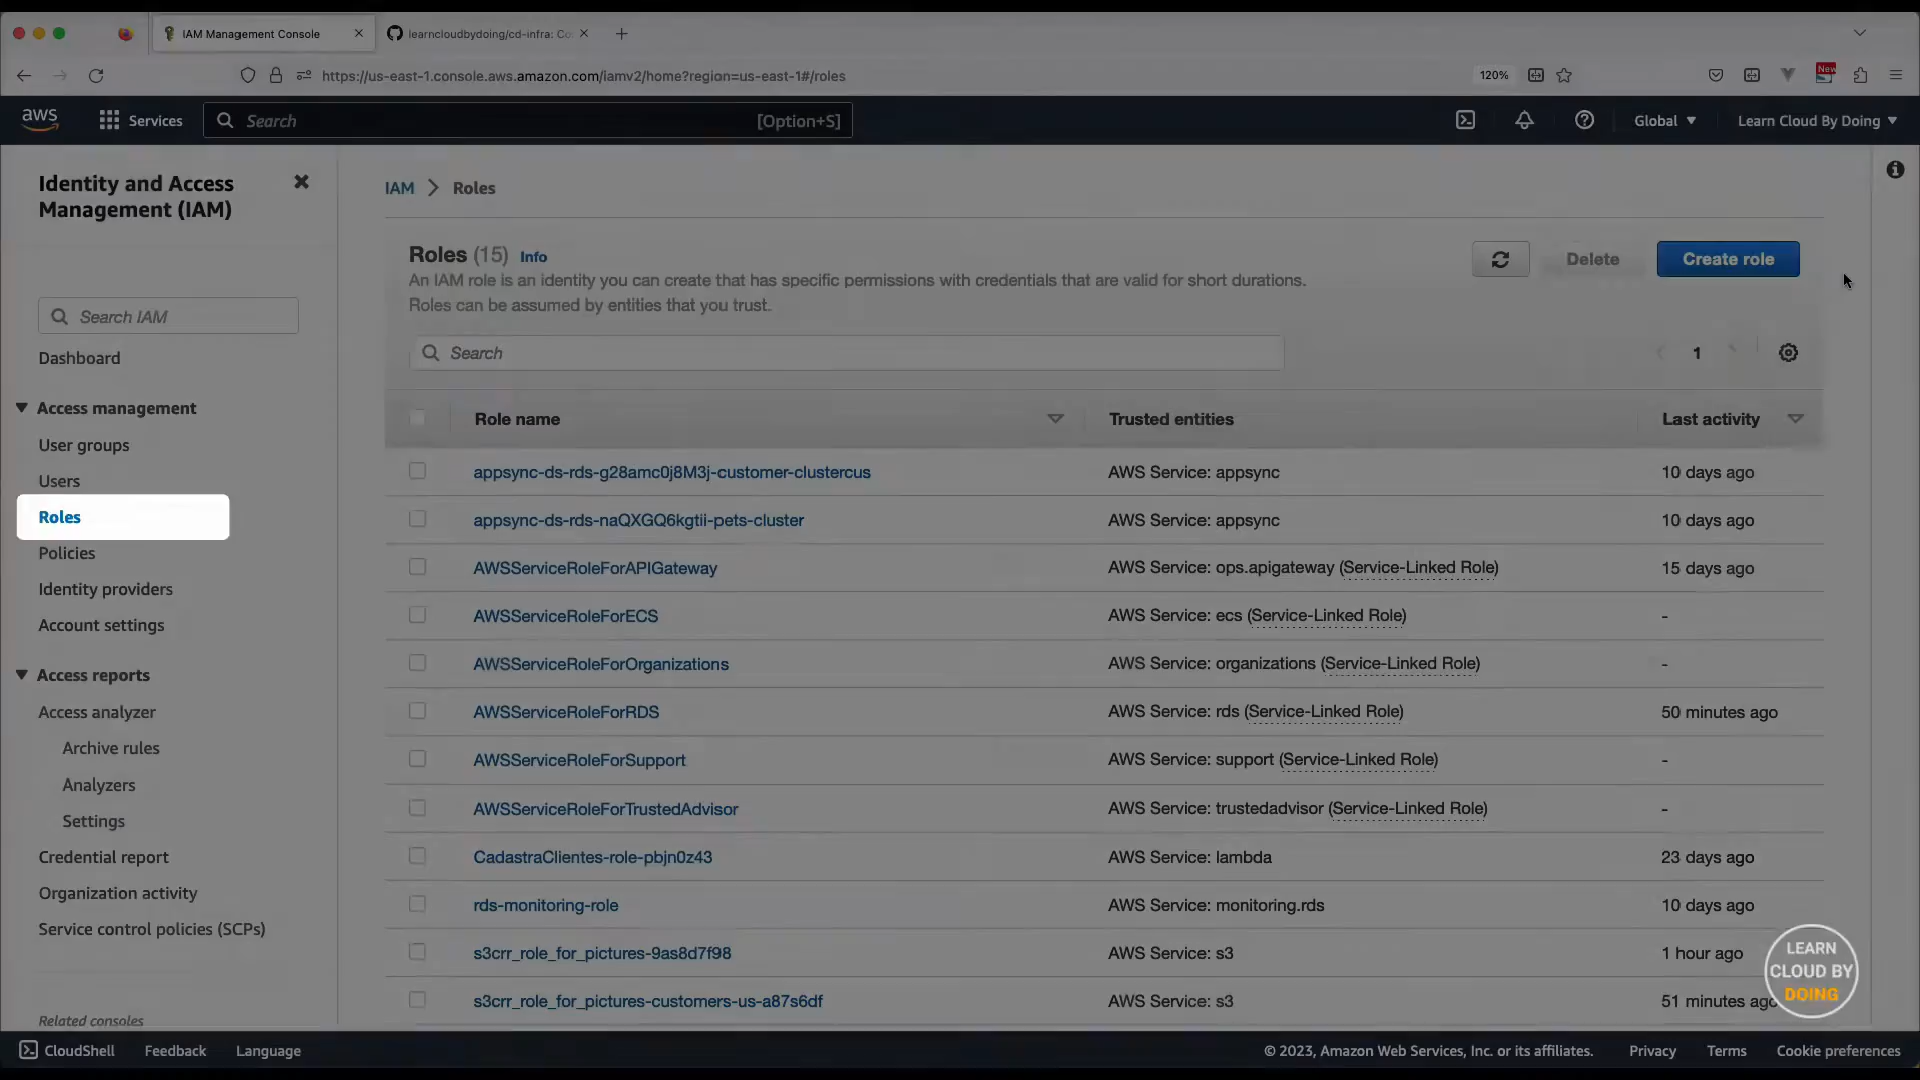 IAM Management Console
learncloudbydoing/cd-infra: Co
https://us-east-1.console.aws.amazon.com/iamv2/home?region=us-east-1#/roles
120%
New
aws
Services
Search
[Option+S]
Global
Learn Cloud By Doing
Identity and Access
Management (IAM)
Search IAM
Dashboard
Access management
User groups
Users
Roles
Policies
Identity providers
Account settings
Access reports
Access analyzer
Archive rules
Analyzers
Settings
Credential report
Organization activity
Service control policies (SCPs)
Related consoles
IAM > Roles
Roles (15) Info
An IAM role is an identity you can create that has specific permissions with credentials that are valid for short durations.
Roles can be assumed by entities that you trust.
Delete
Create role
Search
1
Role name Trusted entities Last activity
appsync-ds-rds-g28amc0j8M3j-customer-clustercus AWS Service: appsync 10 days ago
appsync-ds-rds-naQXGQ6kgtii-pets-cluster AWS Service: appsync 10 days ago
AWSServiceRoleForAPIGateway AWS Service: ops.apigateway (Service-Linked Role) 15 days ago
AWSServiceRoleForECS AWS Service: ecs (Service-Linked Role) -
AWSServiceRoleForOrganizations AWS Service: organizations (Service-Linked Role) -
AWSServiceRoleForRDS AWS Service: rds (Service-Linked Role) 50 minutes ago
AWSServiceRoleForSupport AWS Service: support (Service-Linked Role) -
AWSServiceRoleForTrustedAdvisor AWS Service: trustedadvisor (Service-Linked Role) -
CadastraClientes-role-pbjn0z43 AWS Service: lambda 23 days ago
rds-monitoring-role AWS Service: monitoring.rds 10 days ago
s3crr_role_for_pictures-9as8d7f98 AWS Service: s3 1 hour ago
s3crr_role_for_pictures-customers-us-a87s6df AWS Service: s3 51 minutes ago
LEARN
CLOUD BY
DOING
CloudShell
Feedback
Language
© 2023, Amazon Web Services, Inc. or its affiliates.
Privacy
Terms
Cookie preferences